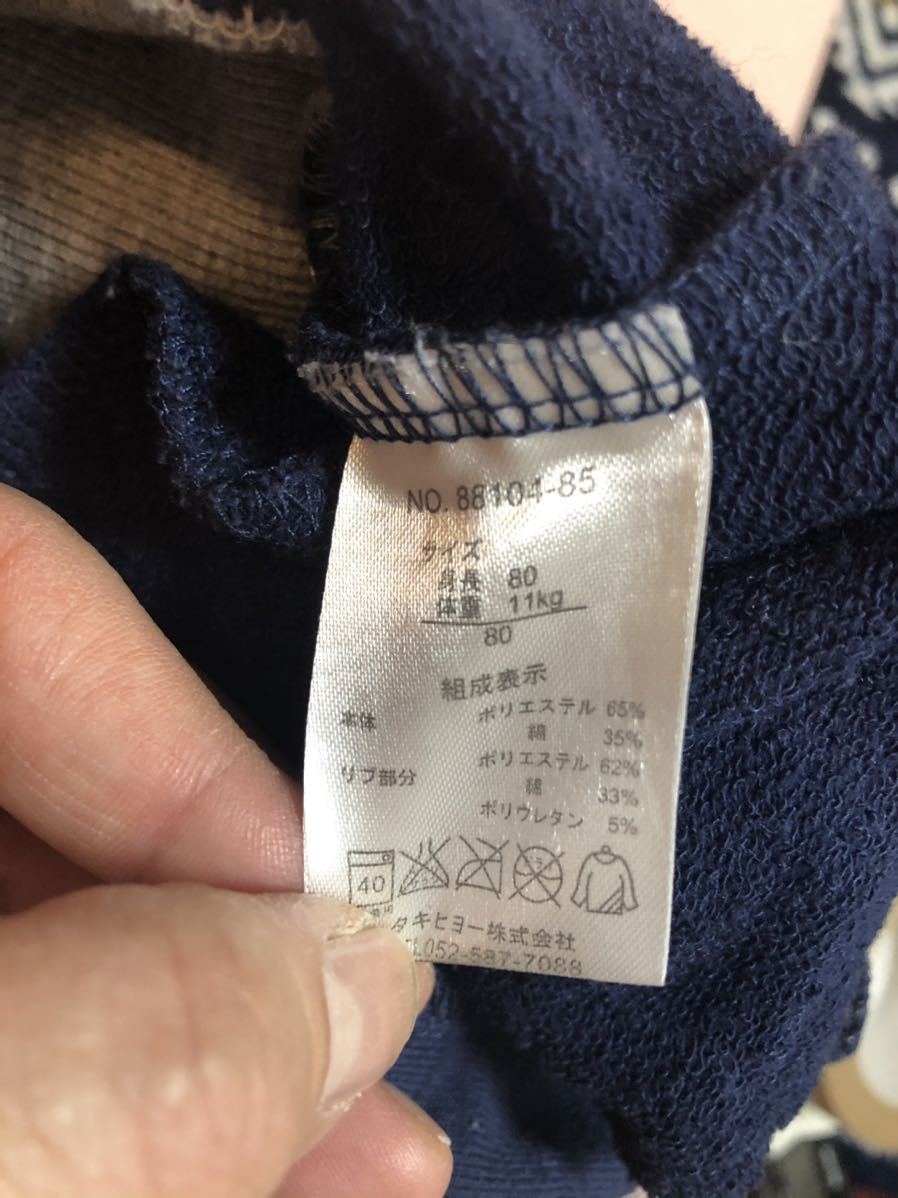 NO. 88104-85
サイズ
身長 80
体重 11kg
80
組成表示
本体 ポリエステル 65%
綿 35%
リブ部分 ポリエステル 62%
綿 33%
ポリウレタン 5%
40
タキヒヨー株式会社
052-587-7088